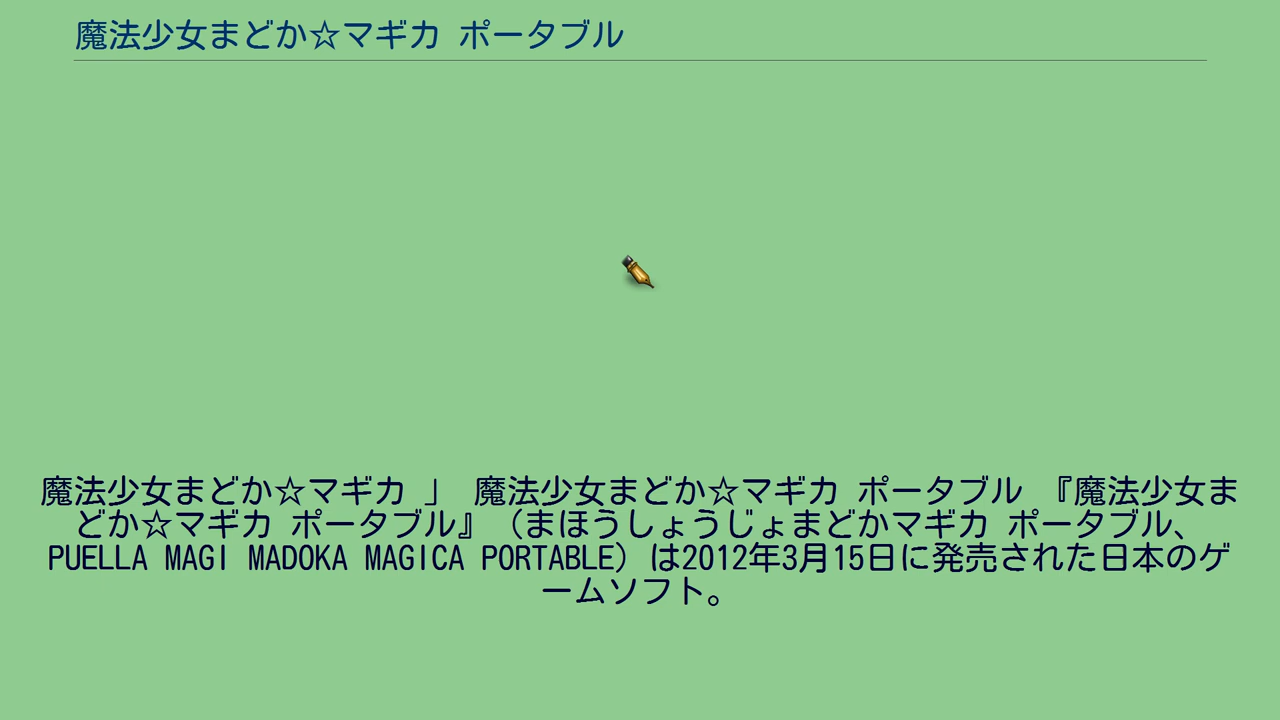 魔法少女まどか☆マギカ ポータブル
魔法少女まどか☆マギカ 」 魔法少女まどか☆マギカ ポータブル 『魔法少女ま
どか☆マギカ ポータブル』（まほうしょうじょまどかマギカ ポータブル、
PUELLA MAGI MADOKA MAGICA PORTABLE）は2012年3月15日に発売された日本のゲ
ームソフト。